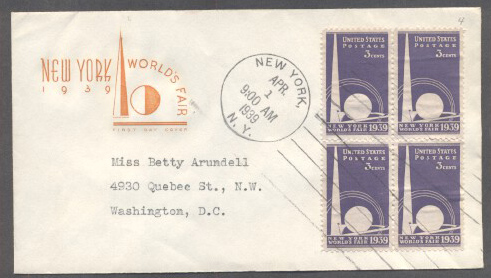 4
NEW YORK WORLD'S FAIR
1939
FIRST DAY COVER
NEW YORK,
APR.
1
9:00 AM
1939
N. Y.
UNITED STATES
POSTAGE
3 CENTS
NEW YORK
WORLD'S FAIR 1939
UNITED STATES
POSTAGE
3 CENTS
NEW YORK
WORLD'S FAIR 1939
UNITED STATES
POSTAGE
3 CENTS
NEW YORK
WORLD'S FAIR 1939
UNITED STATES
POSTAGE
3 CENTS
NEW YORK
WORLD'S FAIR 1939
Miss Betty Arundell
4930 Quebec St., N.W.
Washington, D.C.